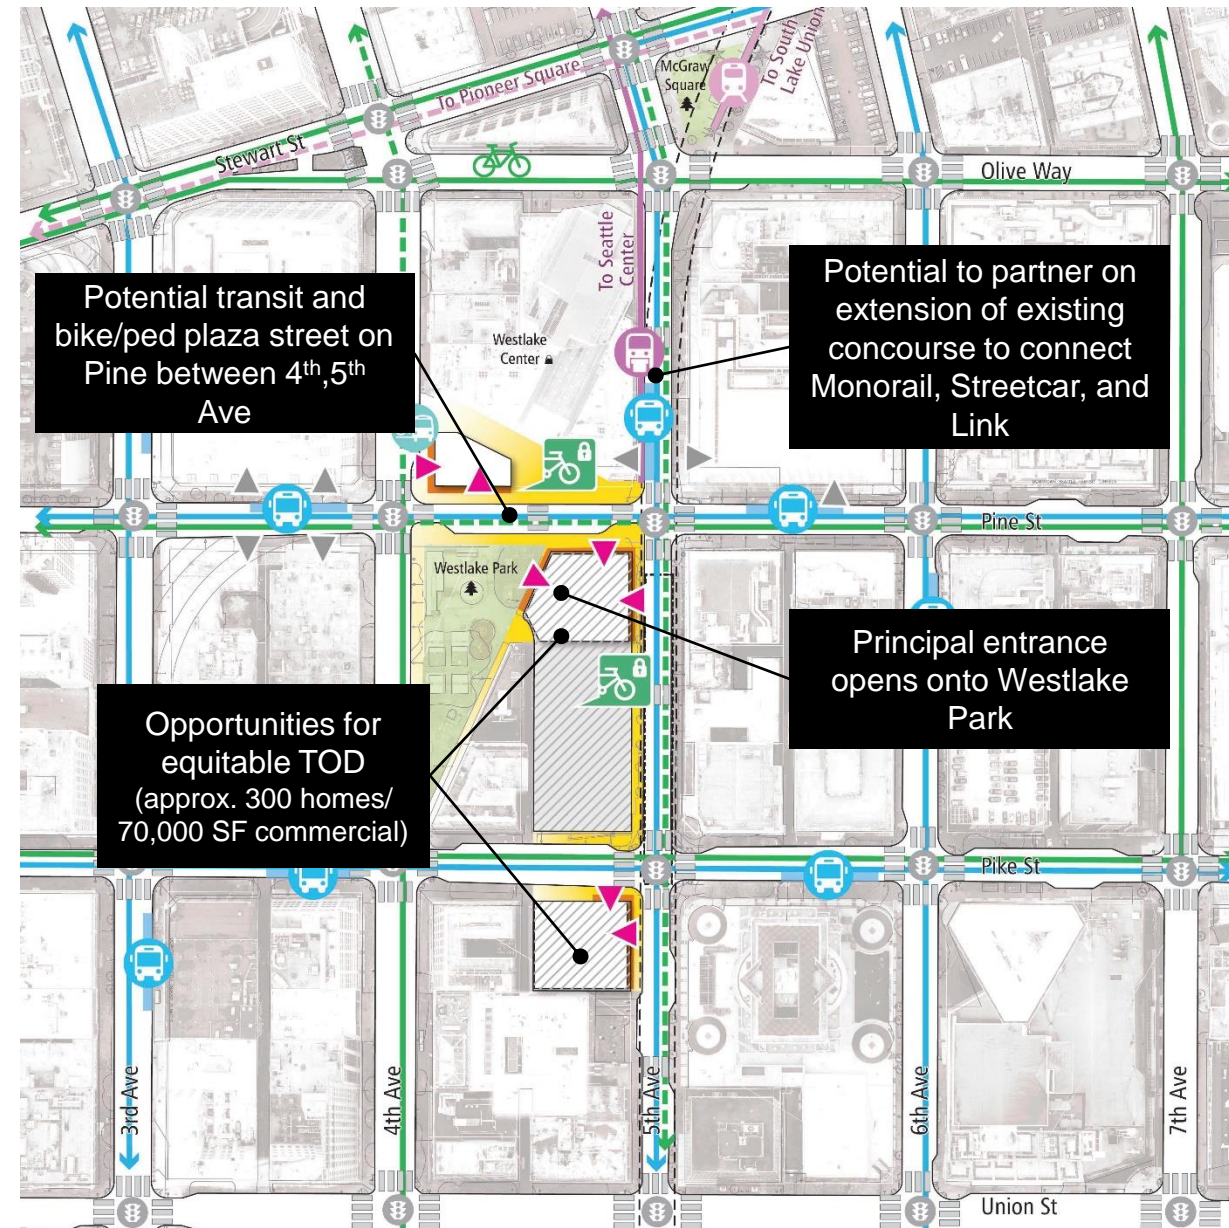 McGraw
Square
To South
Lake Union
To Pioneer Square
Stewart St
Olive Way
To Seattle
Center
Potential transit and
bike/ped plaza street on
Pine between 4th,5th
Ave
Potential to partner on
extension of existing
concourse to connect
Monorail, Streetcar, and
Link
Westlake
Center
Pine St
Westlake Park
Principal entrance
opens onto Westlake
Park
Opportunities for
equitable TOD
(approx. 300 homes/
70,000 SF commercial)
Pike St
3rd Ave
4th Ave
5th Ave
6th Ave
7th Ave
Union St